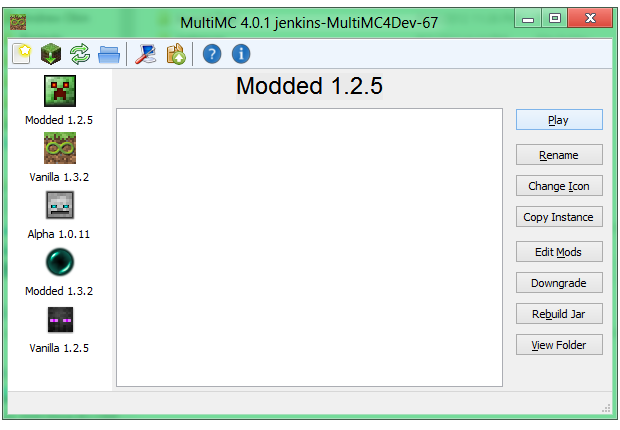 MultiMC 4.0.1 jenkins-MultiMC4Dev-67
Modded 1.2.5
Modded 1.2.5
Vanilla 1.3.2
Alpha 1.0.11
Modded 1.3.2
Vanilla 1.2.5
Play
Rename
Change Icon
Copy Instance
Edit Mods
Downgrade
Rebuild Jar
View Folder